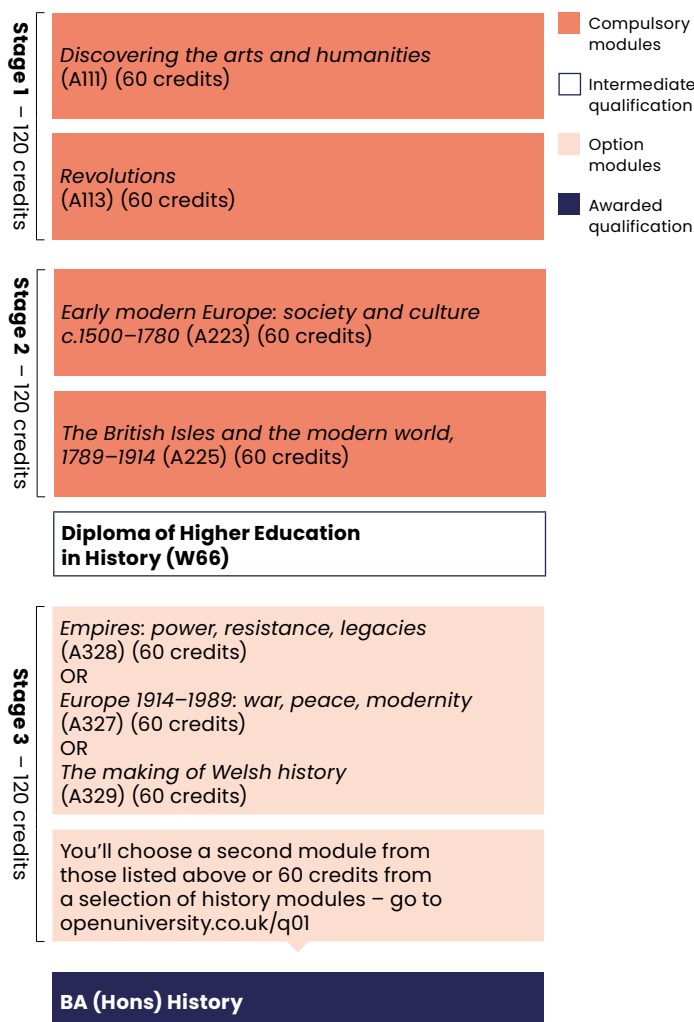 Stage 1 – 120 credits
Discovering the arts and humanities
(A111) (60 credits)
Revolutions
(A113) (60 credits)
Compulsory
modules
Intermediate
qualification
Option
modules
Awarded
qualification
Stage 2 – 120 credits
Early modern Europe: society and culture
c.1500–1780 (A223) (60 credits)
The British Isles and the modern world,
1789–1914 (A225) (60 credits)
Diploma of Higher Education
in History (W66)
Stage 3 – 120 credits
Empires: power, resistance, legacies
(A328) (60 credits)
OR
Europe 1914–1989: war, peace, modernity
(A327) (60 credits)
OR
The making of Welsh history
(A329) (60 credits)
You’ll choose a second module from
those listed above or 60 credits from
a selection of history modules – go to
openuniversity.co.uk/q01
BA (Hons) History